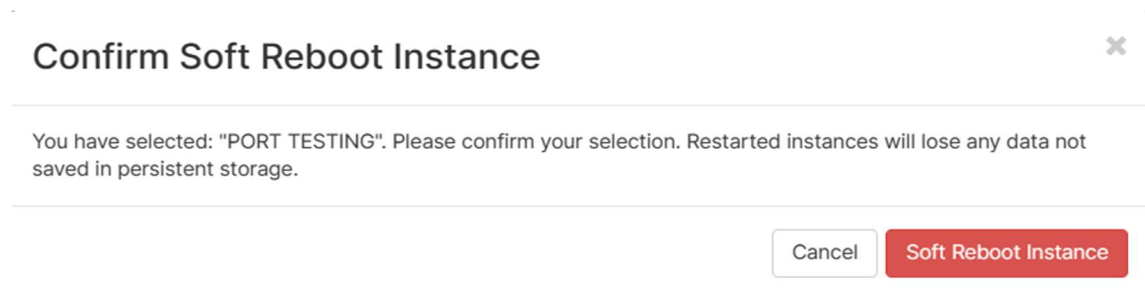 Confirm Soft Reboot Instance
You have selected: "PORT TESTING". Please confirm your selection. Restarted instances will lose any data not
saved in persistent storage.
Cancel
Soft Reboot Instance